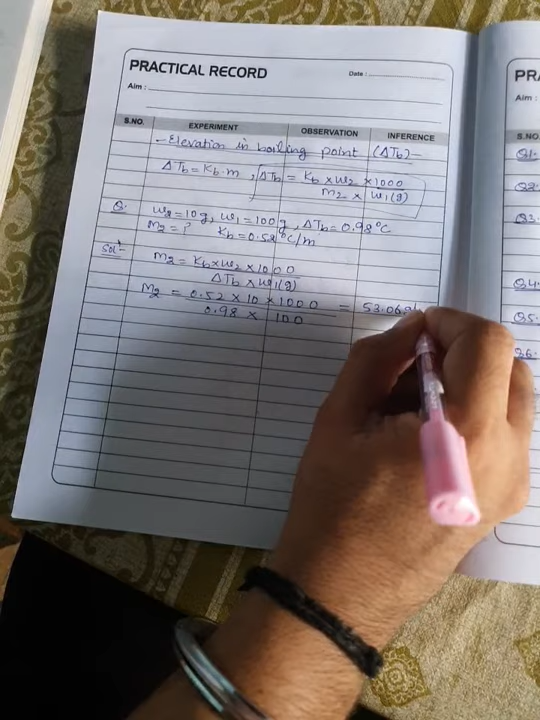 PRACTICAL RECORD
Date :
Aim :
S.NO. EXPERIMENT OBSERVATION INFERENCE
- Elevation in boiling point (ΔTb) -
ΔTb = Kb·m , ΔTb = Kb × w2 × 1000
M2 × w1(g)
Q. w2 = 10g, w1 = 100g, ΔTb = 0.98°C
M2 = ? Kb = 0.52°C/m
Sol-
M2 = Kb × w2 × 1000
ΔTb × w1(g)
M2 = 0.52 × 10 × 1000 = 53.06g
0.98 × 100
PRA
Aim :
S.NO.
Q1.
Q2.
Q3.
Q4.
Q5.
Q6.